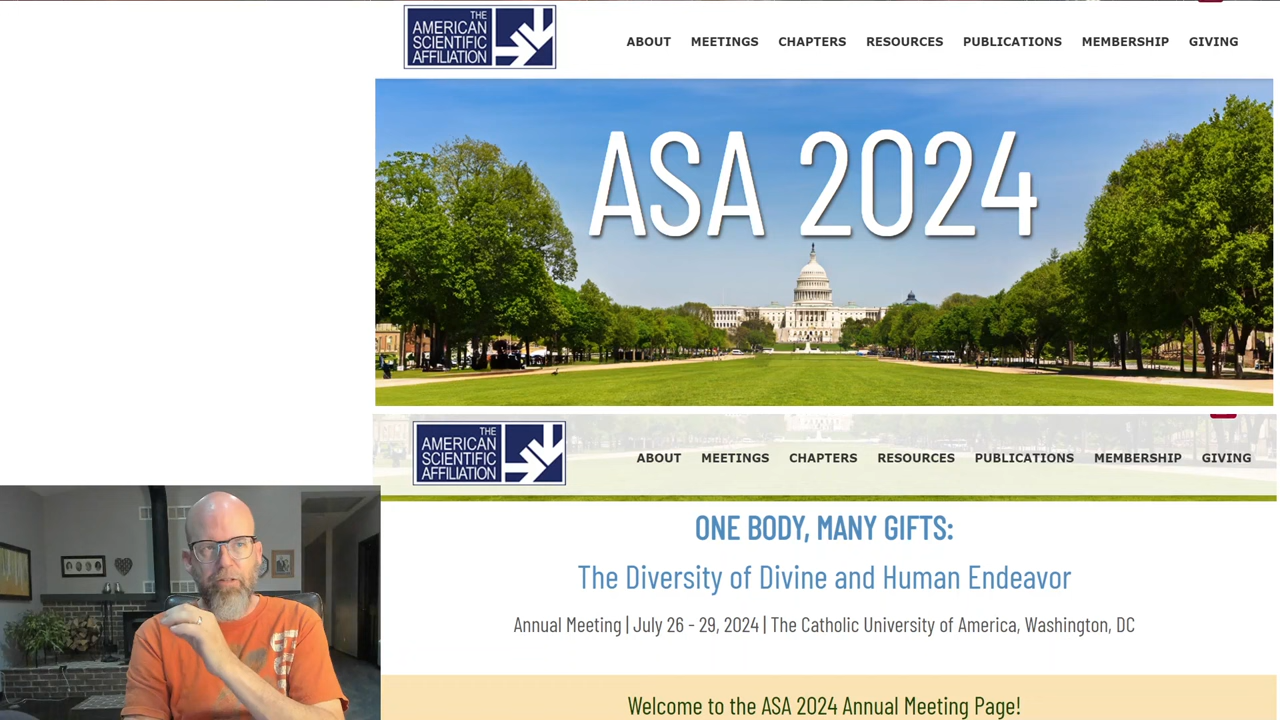 THE
AMERICAN
SCIENTIFIC
AFFILIATION
ABOUT MEETINGS CHAPTERS RESOURCES PUBLICATIONS MEMBERSHIP GIVING
ASA 2024
THE
AMERICAN
SCIENTIFIC
AFFILIATION
ABOUT MEETINGS CHAPTERS RESOURCES PUBLICATIONS MEMBERSHIP GIVING
ONE BODY, MANY GIFTS:
The Diversity of Divine and Human Endeavor
Annual Meeting | July 26 - 29, 2024 | The Catholic University of America, Washington, DC
Welcome to the ASA 2024 Annual Meeting Page!